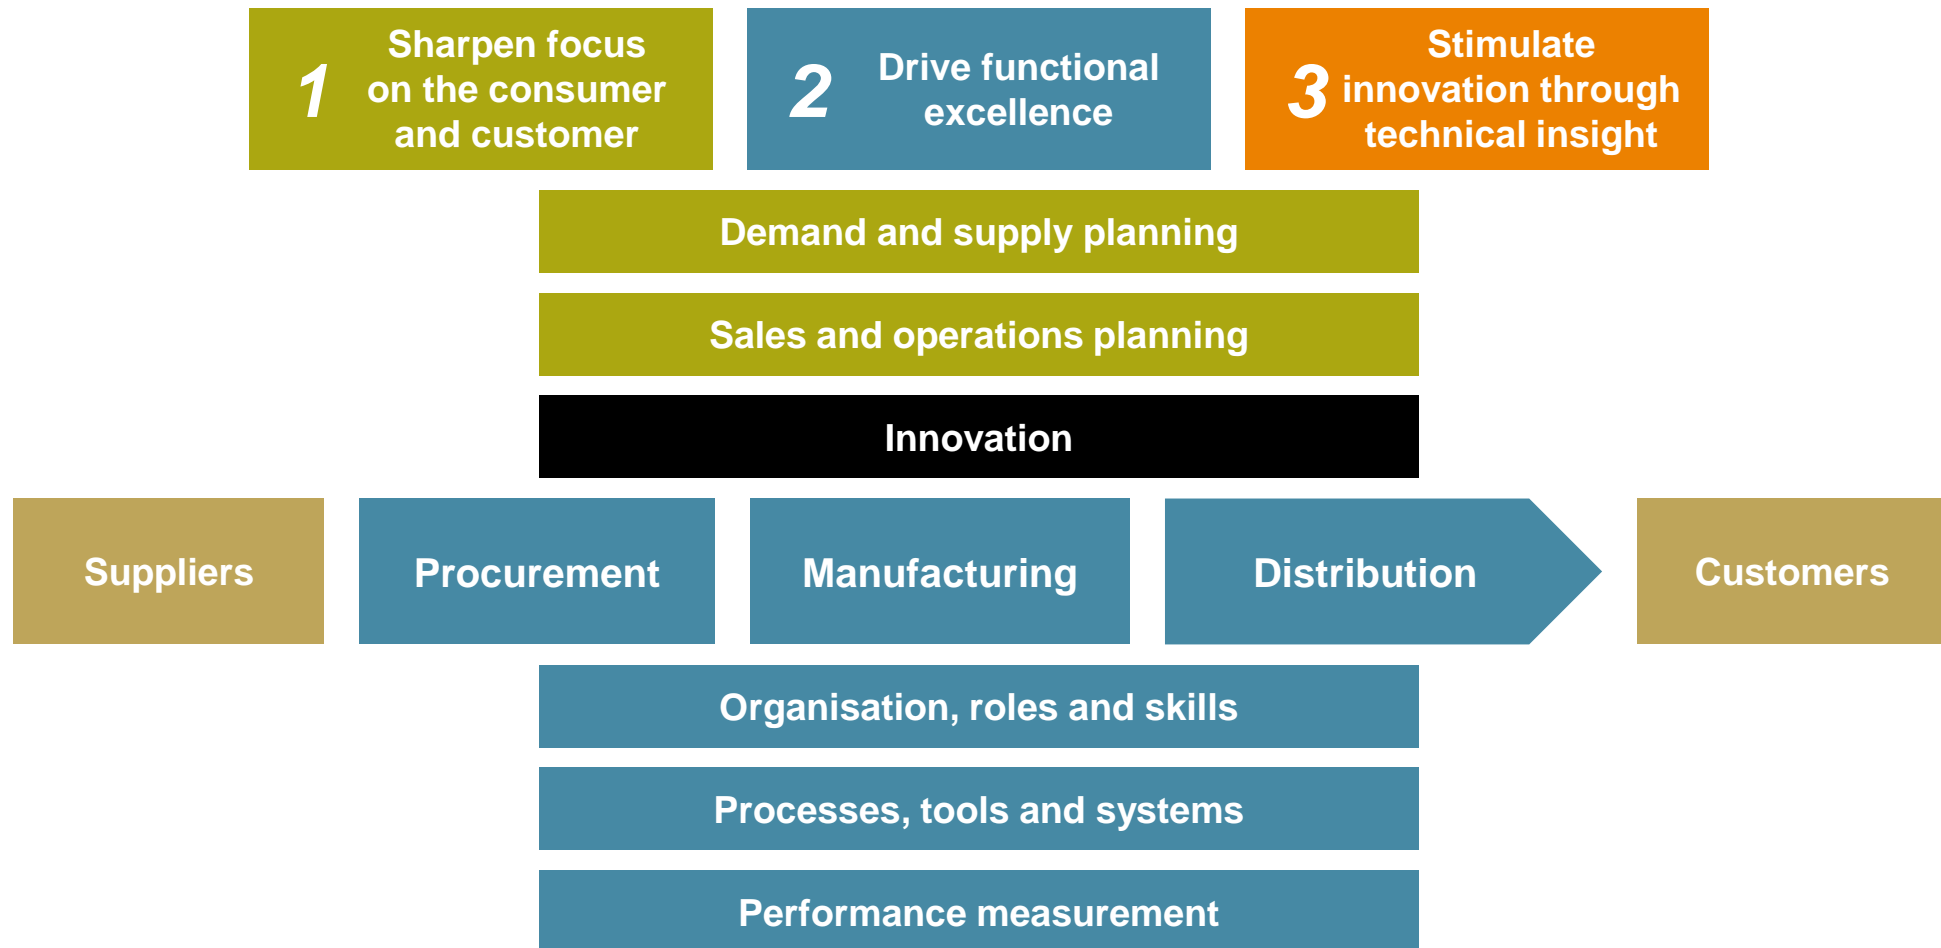 1
Sharpen focus
on the consumer
and customer
2
Drive functional
excellence
3
Stimulate
innovation through
technical insight
Demand and supply planning
Sales and operations planning
Innovation
Suppliers
Procurement
Manufacturing
Distribution
Customers
Organisation, roles and skills
Processes, tools and systems
Performance measurement